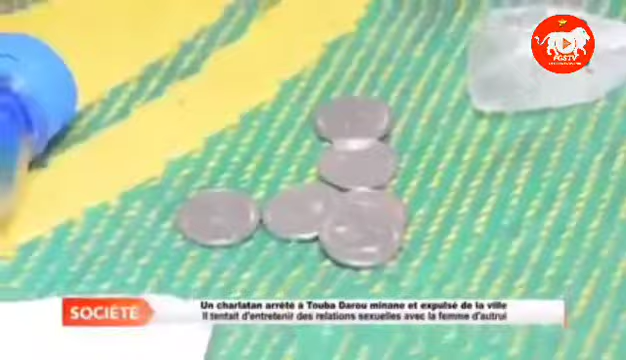 FGSTV
SOCIÉTÉ
Un charlatan arrêté à Touba Darou minane et expulsé de la ville
Il tentait d'entretenir des relations sexuelles avec la femme d'autrui